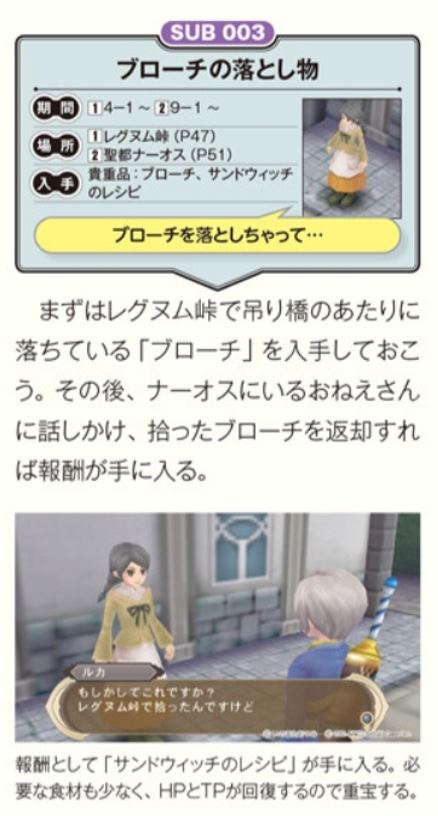 SUB 003
ブローチの落とし物
期間 1 4−1 ~ 2 9−1 ~
場所 1 レグヌム峠（P47）
2 聖都ナーオス（P51）
入手 貴重品：ブローチ、サンドウィッチ
のレシピ
ブローチを落としちゃって…
まずはレグヌム峠で吊り橋のあたりに
落ちている「ブローチ」を入手しておこ
う。その後、ナーオスにいるおねえさん
に話しかけ、拾ったブローチを返却すれ
ば報酬が手に入る。
ルカ
もしかしてこれですか？
レグヌム峠で拾ったんですけど
報酬として「サンドウィッチのレシピ」が手に入る。必
要な食材も少なく、HPとTPが回復するので重宝する。